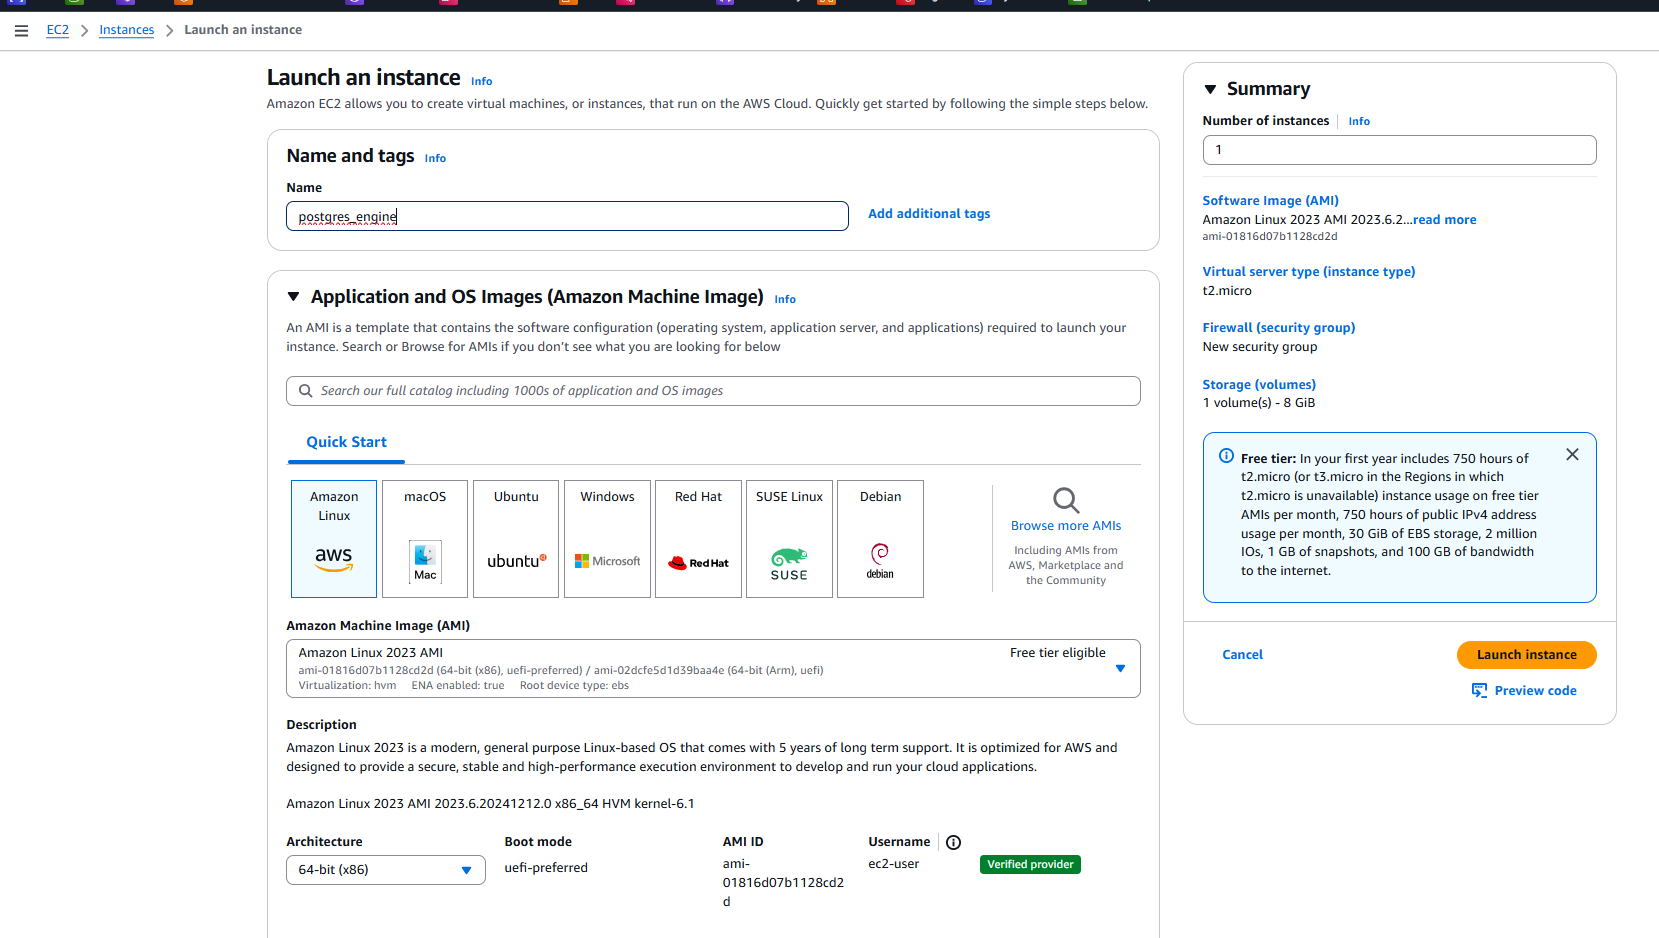 EC2
Instances
Launch an instance
Launch an instance Info
Amazon EC2 allows you to create virtual machines, or instances, that run on the AWS Cloud. Quickly get started by following the simple steps below.
Name and tags Info
Name
postgres_engine
Add additional tags
Application and OS Images (Amazon Machine Image) Info
An AMI is a template that contains the software configuration (operating system, application server, and applications) required to launch your
instance. Search or Browse for AMIs if you don't see what you are looking for below
Search our full catalog including 1000s of application and OS images
Quick Start
Amazon
Linux
aws
macOS
Mac
Ubuntu
ubuntu
Windows
Microsoft
Red Hat
Red Hat
SUSE Linux
SUSE
Debian
debian
Browse more AMIs
Including AMIs from
AWS, Marketplace and
the Community
Amazon Machine Image (AMI)
Amazon Linux 2023 AMI
Free tier eligible
ami-01816d07b1128cd2d (64-bit (x86), uefi-preferred) / ami-02dcfe5d1d39baa4e (64-bit (Arm), uefi)
Virtualization: hvm ENA enabled: true Root device type: ebs
Description
Amazon Linux 2023 is a modern, general purpose Linux-based OS that comes with 5 years of long term support. It is optimized for AWS and
designed to provide a secure, stable and high-performance execution environment to develop and run your cloud applications.
Amazon Linux 2023 AMI 2023.6.20241212.0 x86_64 HVM kernel-6.1
Architecture
64-bit (x86)
Boot mode
uefi-preferred
AMI ID
ami-
01816d07b1128cd2
d
Username
ec2-user
Verified provider
Summary
Number of instances Info
1
Software Image (AMI)
Amazon Linux 2023 AMI 2023.6.2...read more
ami-01816d07b1128cd2d
Virtual server type (instance type)
t2.micro
Firewall (security group)
New security group
Storage (volumes)
1 volume(s) - 8 GiB
Free tier: In your first year includes 750 hours of
t2.micro (or t3.micro in the Regions in which
t2.micro is unavailable) instance usage on free tier
AMIs per month, 750 hours of public IPv4 address
usage per month, 30 GiB of EBS storage, 2 million
IOs, 1 GB of snapshots, and 100 GB of bandwidth
to the internet.
Cancel
Launch instance
Preview code